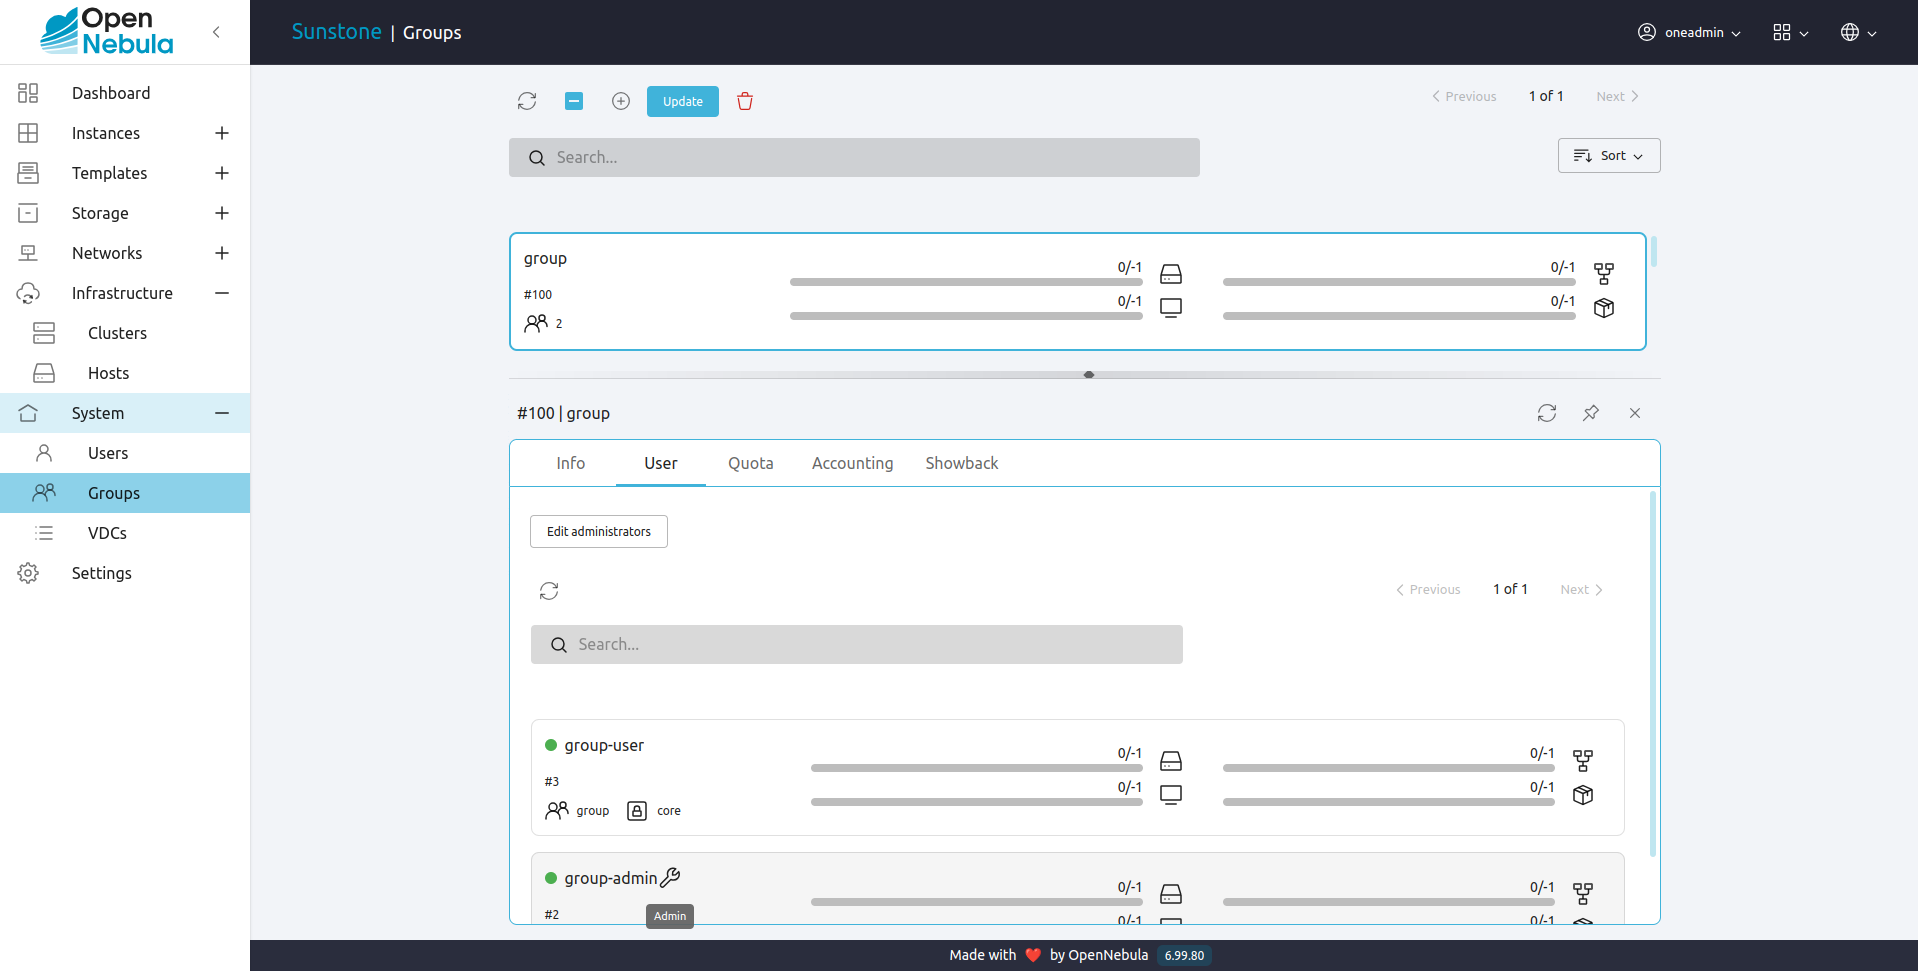 Open
Nebula
Sunstone | Groups
oneadmin
Dashboard
Instances
Templates
Storage
Networks
Infrastructure
Clusters
Hosts
System
Users
Groups
VDCs
Settings
Update
Previous 1 of 1 Next
Search...
Sort
group
#100
2
0/-1
0/-1
0/-1
0/-1
#100 | group
Info User Quota Accounting Showback
Edit administrators
Previous 1 of 1 Next
Search...
group-user
#3
group core
0/-1
0/-1
0/-1
0/-1
group-admin
#2
Admin
0/-1
0/-1
0/-1
0/-1
Made with ❤️ by OpenNebula 6.99.80